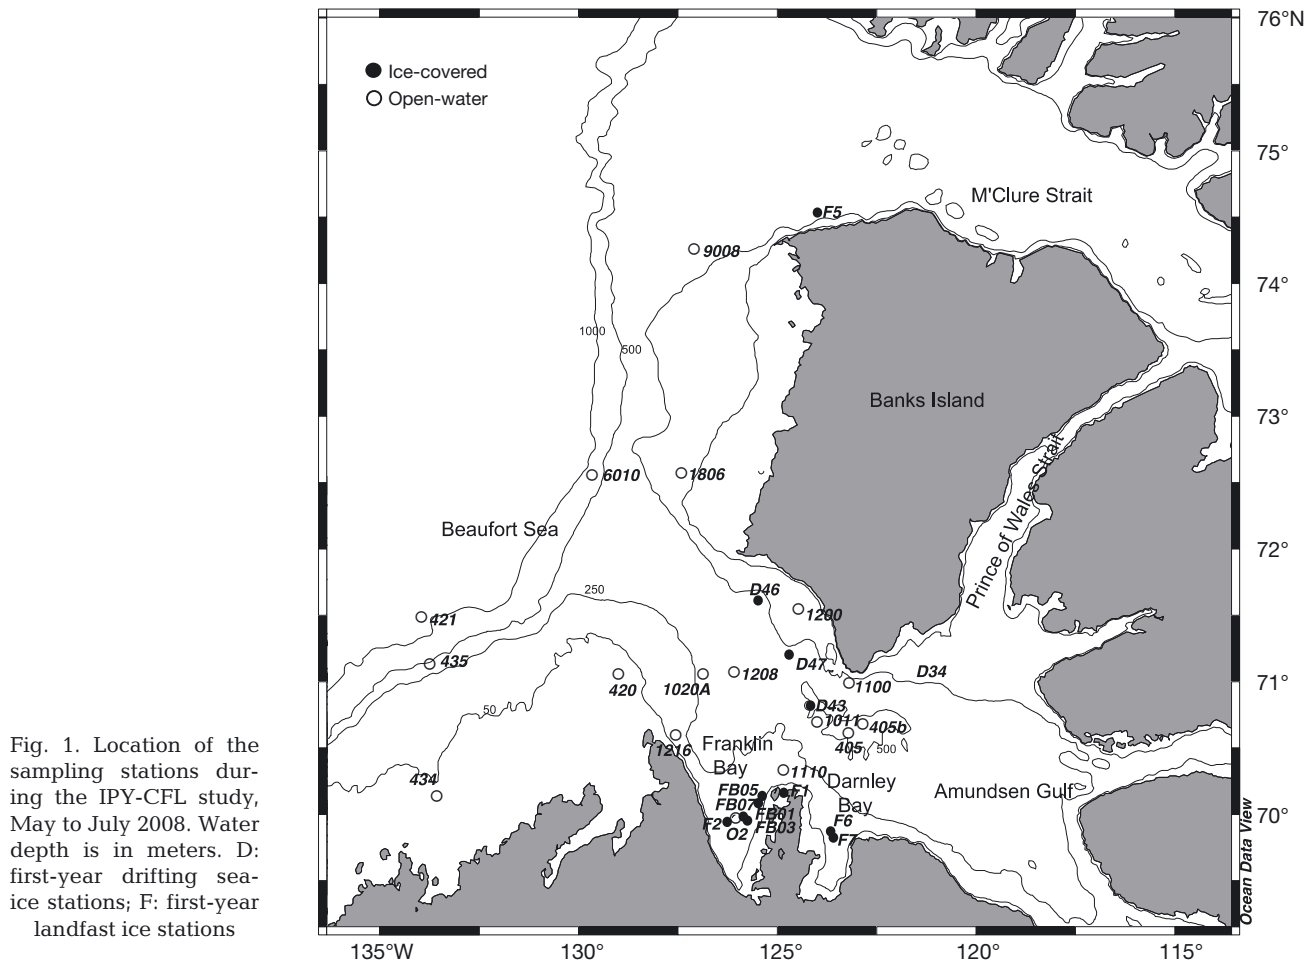 76°N
Ice-covered
Open-water
75°
M'Clure Strait
F5
9008
74°
1000
500
Banks Island
73°
Prince of Wales Strait
1806
6010
Beaufort Sea
72°
D46
250
1200
421
435
D47
D34
71°
1208
1020A
420
1100
50
D43
1011
405b
405
500
1216
Franklin
Bay
1110
Darnley
Bay
434
Amundsen Gulf
FB05
F1
FB07
70°
FB01
F2
O2
FB03
F6
F7
Ocean Data View
135°W
130°
125°
120°
115°
Fig. 1. Location of the
sampling stations dur-
ing the IPY-CFL study,
May to July 2008. Water
depth is in meters. D:
first-year drifting sea-
ice stations; F: first-year
landfast ice stations